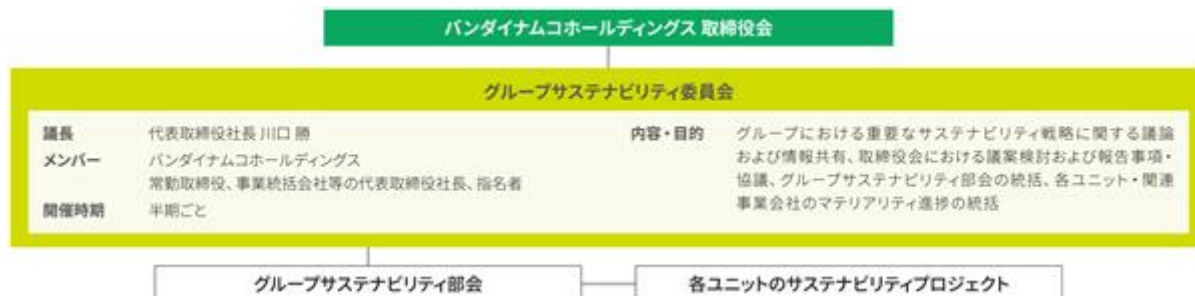 バンダイナムコホールディングス 取締役会
グループサステナビリティ委員会
議長 代表取締役社長 川口 勝
メンバー バンダイナムコホールディングス
常勤取締役、事業統括会社等の代表取締役社長、指名者
開催時期 半期ごと
内容・目的 グループにおける重要なサステナビリティ戦略に関する議論
および情報共有、取締役会における議案検討および報告事項・
協議、グループサステナビリティ部会の統括、各ユニット・関連
事業会社のマテリアリティ進捗の統括
グループサステナビリティ部会
各ユニットのサステナビリティプロジェクト